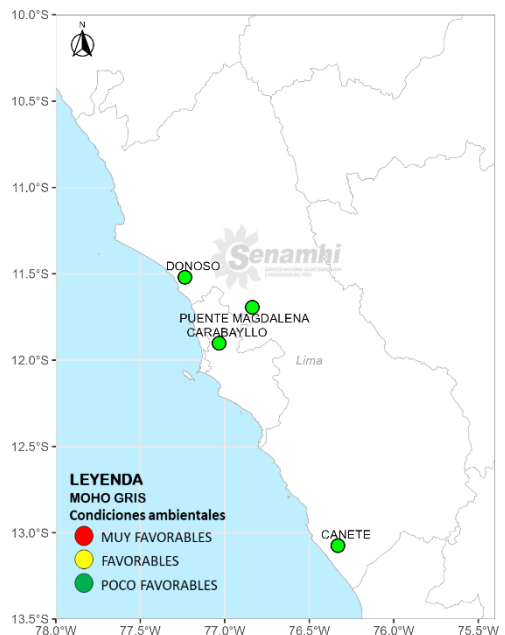 10.0°S
N
10.5°S
11.0°S
Senamhi
DONOSO
11.5°S
PUENTE MAGDALENA
CARABAYLLO
12.0°S
Lima
12.5°S
LEYENDA
MOHO GRIS
Condiciones ambientales
CANETE
13.0°S
MUY FAVORABLES
FAVORABLES
POCO FAVORABLES
13.5°S
78.0°W 77.5°W 77.0°W 76.5°W 76.0°W 75.5°W